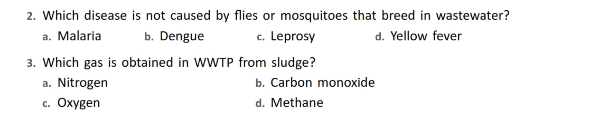 2. Which disease is not caused by flies or mosquitoes that breed in wastewater?
a. Malaria b. Dengue c. Leprosy d. Yellow fever
3. Which gas is obtained in WWTP from sludge?
a. Nitrogen b. Carbon monoxide
c. Oxygen d. Methane